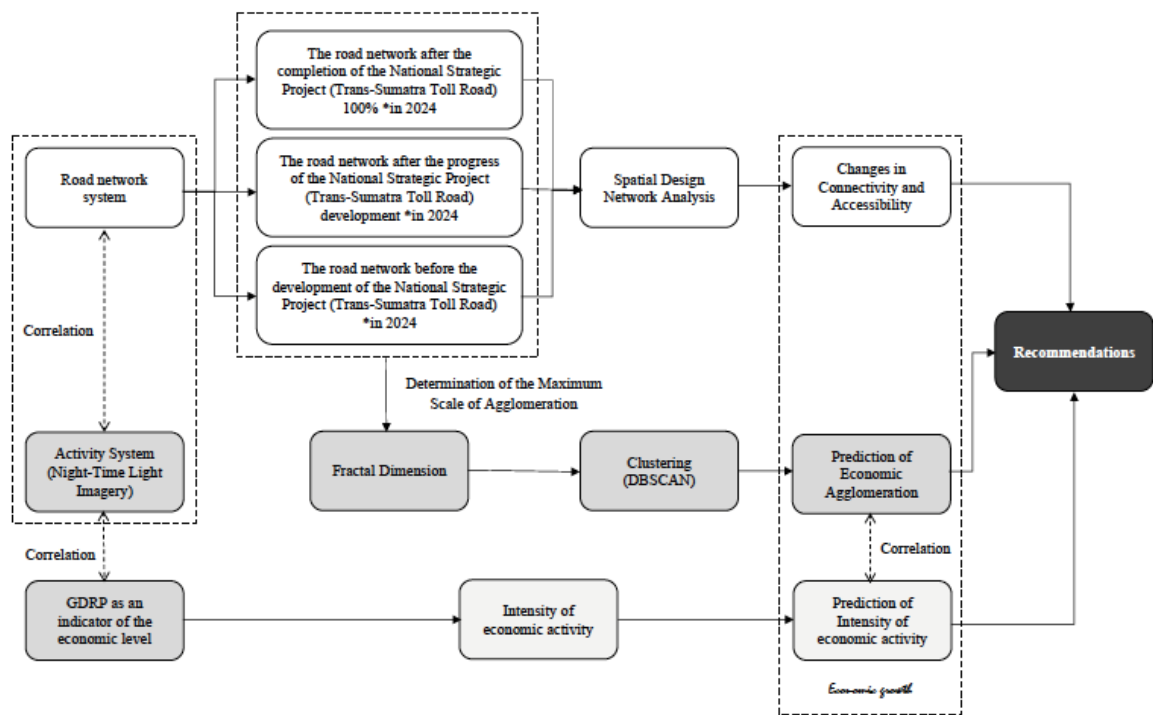 The road network after the
completion of the National Strategic
Project (Trans-Sumatra Toll Road)
100% *in 2024
Road network
system
The road network after the progress
of the National Strategic Project
(Trans-Sumatra Toll Road)
development *in 2024
Spatial Design
Network Analysis
Changes in
Connectivity and
Accessibility
The road network before the
development of the National Strategic
Project (Trans-Sumatra Toll Road)
*in 2024
Correlation
Recommendations
Determination of the Maximum
Scale of Agglomeration
Activity System
(Night-Time Light
Imagery)
Fractal Dimension
Clustering
(DBSCAN)
Prediction of
Economic
Agglomeration
Correlation
Correlation
GDRP as an
indicator of the
economic level
Intensity of
economic activity
Prediction of
Intensity of
economic activity
Economic growth